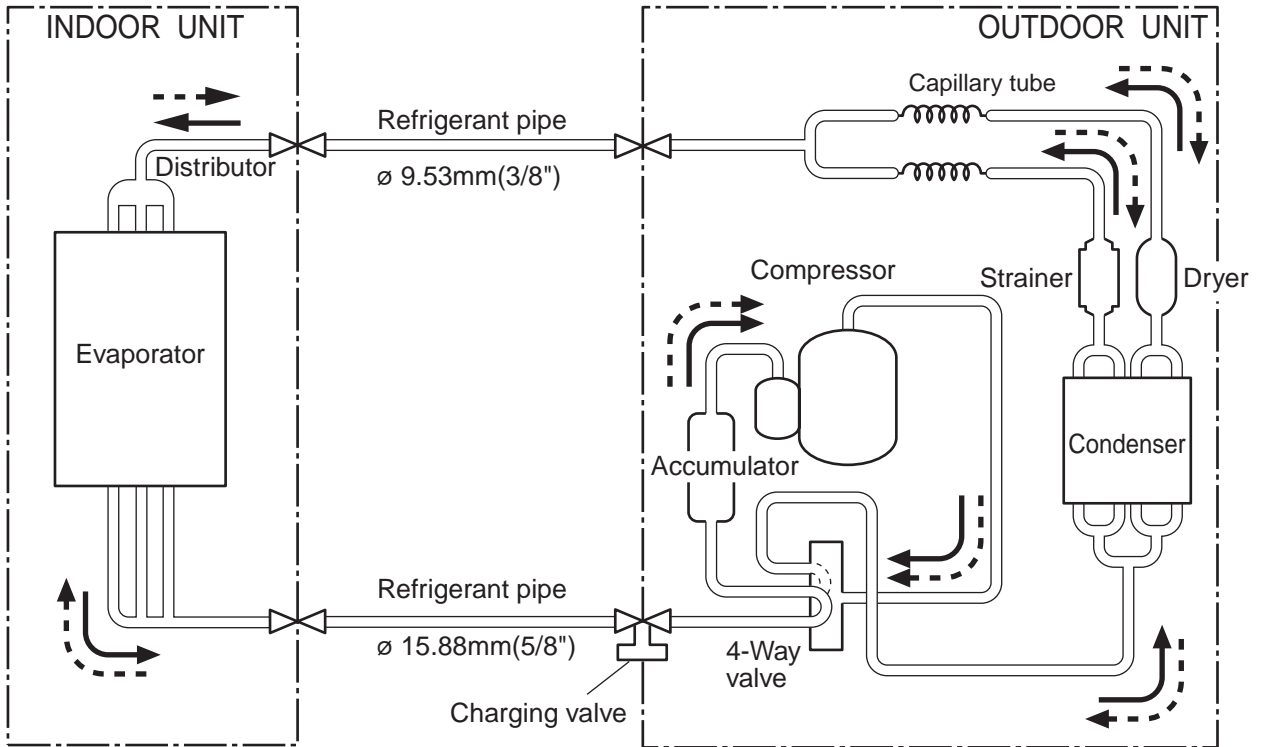 INDOOR UNIT
OUTDOOR UNIT
Capillary tube
Refrigerant pipe
Distributor
ø 9.53mm(3/8")
Compressor
Strainer
Dryer
Evaporator
Condenser
Accumulator
Refrigerant pipe
ø 15.88mm(5/8")
4-Way
valve
Charging valve